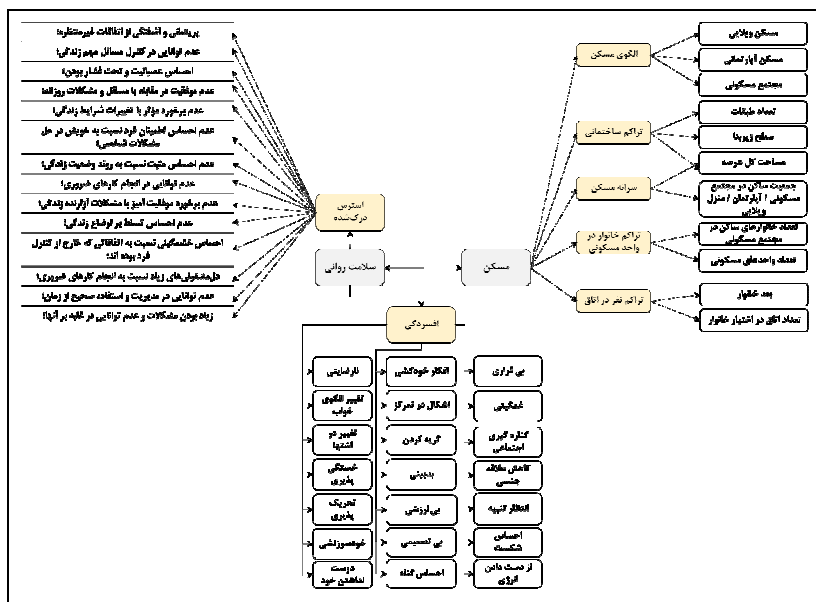 پریشانی و آشفتگی از اتفاقات غیرمنتظره؛
عدم توانایی در کنترل مسائل مهم زندگی؛
احساس عصبانیت و تحت فشار بودن؛
عدم موفقیت در مقابله با مسائل و مشکلات روزانه؛
عدم برخورد مؤثر با تغییرات شرایط زندگی؛
عدم احساس اطمینان فرد نسبت به خویش در حل
مشکلات شخصی؛
عدم احساس مثبت نسبت به روند وضعیت زندگی؛
عدم توانایی در انجام کارهای ضروری؛
عدم برخورد موفقیت آمیز با مشکلات آزارنده زندگی؛
عدم احساس تسلط بر اوضاع زندگی؛
احساس خشمگینی نسبت به اتفاقاتی که خارج از کنترل
فرد بوده اند؛
دل‌مشغولی‌های زیاد نسبت به انجام کارهای ضروری؛
عدم توانایی در مدیریت و استفاده صحیح از زمان؛
زیاد بودن مشکلات و عدم توانایی در غلبه بر آنها؛
استرس
درک‌شده
سلامت روانی
مسکن
افسردگی
الگوی مسکن
تراکم ساختمانی
سرانه مسکن
تراکم خانوار در
واحد مسکونی
تراکم نفر در اتاق
مسکن ویلایی
مسکن آپارتمانی
مجتمع مسکونی
تعداد طبقات
سطح زیربنا
مساحت کل عرصه
جمعیت ساکن در مجتمع
مسکونی / آپارتمان / منزل
ویلایی
تعداد خانوارهای ساکن در
مجتمع مسکونی
تعداد واحدهای مسکونی
بعد خانوار
تعداد اتاق در اختیار خانوار
بی قراری
غمگینی
کناره گیری
اجتماعی
کاهش علاقه
جنسی
انتظار تنبیه
احساس
شکست
از دست دادن
انرژی
افکار خودکشی
اشکال در تمرکز
گریه کردن
بدبینی
بی ارزشی
بی تصمیمی
احساس گناه
نارضایتی
تغییر الگوی
خواب
تغییر در
اشتها
خستگی
پذیری
تحریک
پذیری
خودسرزنشی
دوست
نداشتن خود